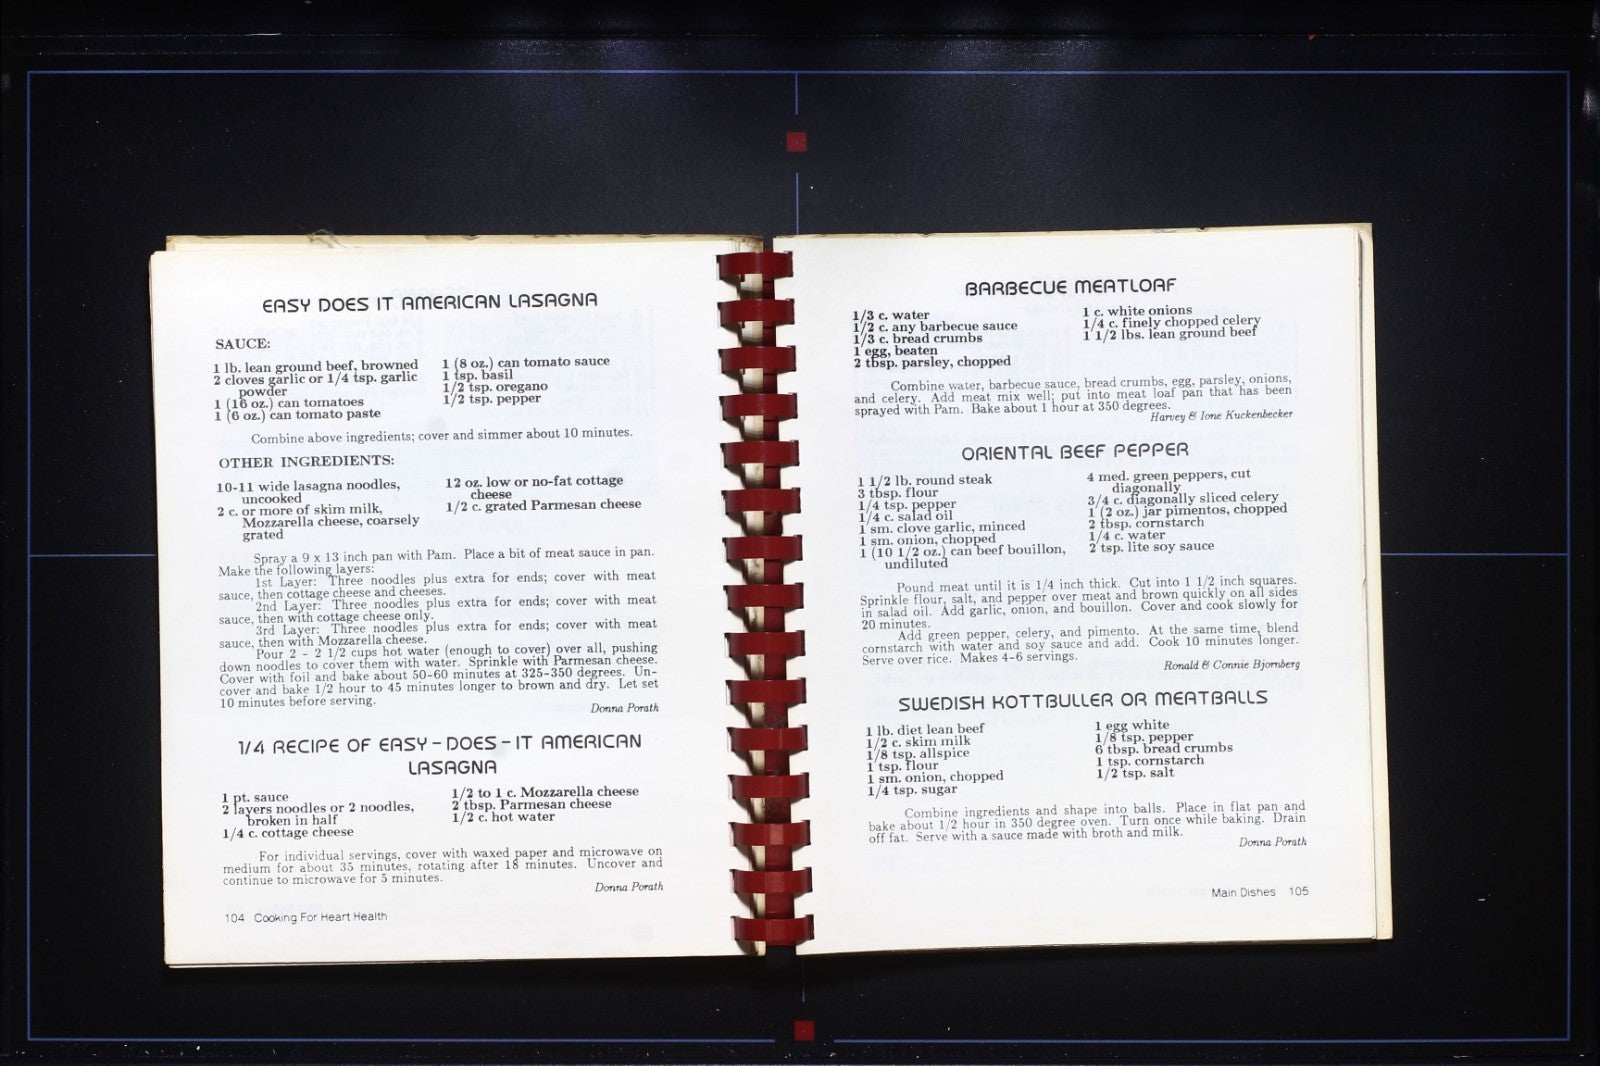 EASY DOES IT AMERICAN LASAGNA
SAUCE:
1 lb. lean ground beef, browned
2 cloves garlic or 1/4 tsp. garlic
powder
1 (16 oz.) can tomatoes
1 (6 oz.) can tomato paste
1 (8 oz.) can tomato sauce
1 tsp. basil
1/2 tsp. oregano
1/2 tsp. pepper
Combine above ingredients; cover and simmer about 10 minutes.
OTHER INGREDIENTS:
10-11 wide lasagna noodles,
uncooked
2 c. or more of skim milk,
Mozzarella cheese, coarsely
grated
12 oz. low or no-fat cottage
cheese
1/2 c. grated Parmesan cheese
Spray a 9 x 13 inch pan with Pam. Place a bit of meat sauce in pan.
Make the following layers:
1st Layer: Three noodles plus extra for ends; cover with meat
sauce, then cottage cheese and cheeses.
2nd Layer: Three noodles plus extra for ends; cover with meat
sauce, then with cottage cheese only.
3rd Layer: Three noodles plus extra for ends; cover with meat
sauce, then with Mozzarella cheese.
Pour 2 - 2 1/2 cups hot water (enough to cover) over all, pushing
down noodles to cover them with water. Sprinkle with Parmesan cheese.
Cover with foil and bake about 50-60 minutes at 325-350 degrees. Un-
cover and bake 1/2 hour to 45 minutes longer to brown and dry. Let set
10 minutes before serving.
Donna Porath
1/4 RECIPE OF EASY-DOES-IT AMERICAN
LASAGNA
1 pt. sauce
2 layers noodles or 2 noodles,
broken in half
1/4 c. cottage cheese
1/2 to 1 c. Mozzarella cheese
2 tbsp. Parmesan cheese
1/2 c. hot water
For individual servings, cover with waxed paper and microwave on
medium for about 35 minutes, rotating after 18 minutes. Uncover and
continue to microwave for 5 minutes.
Donna Porath
104 Cooking For Heart Health
BARBECUE MEATLOAF
1/3 c. water
1/2 c. any barbecue sauce
1/3 c. bread crumbs
1 egg, beaten
2 tbsp. parsley, chopped
1 c. white onions
1/4 c. finely chopped celery
1 1/2 lbs. lean ground beef
Combine water, barbecue sauce, bread crumbs, egg, parsley, onions,
and celery. Add meat mix well; put into meat loaf pan that has been
sprayed with Pam. Bake about 1 hour at 350 degrees.
Harvey & Ione Kuckenbecker
ORIENTAL BEEF PEPPER
1 1/2 lb. round steak
3 tbsp. flour
1/4 tsp. pepper
1/4 c. salad oil
1 sm. clove garlic, minced
1 sm. onion, chopped
1 (10 1/2 oz.) can beef bouillon,
undiluted
4 med. green peppers, cut
diagonally
3/4 c. diagonally sliced celery
1 (2 oz.) jar pimentos, chopped
2 tbsp. cornstarch
1/4 c. water
2 tsp. lite soy sauce
Pound meat until it is 1/4 inch thick. Cut into 1 1/2 inch squares.
Sprinkle flour, salt, and pepper over meat and brown quickly on all sides
in salad oil. Add garlic, onion, and bouillon. Cover and cook slowly for
20 minutes.
Add green pepper, celery, and pimento. At the same time, blend
cornstarch with water and soy sauce and add. Cook 10 minutes longer.
Serve over rice. Makes 4-6 servings.
Ronald & Connie Bjornberg
SWEDISH KOTTBULLER OR MEATBALLS
1 lb. diet lean beef
1/2 c. skim milk
1/8 tsp. allspice
1 tsp. flour
1 sm. onion, chopped
1/4 tsp. sugar
1 egg white
1/8 tsp. pepper
6 tbsp. bread crumbs
1 tsp. cornstarch
1/2 tsp. salt
Combine ingredients and shape into balls. Place in flat pan and
bake about 1/2 hour in 350 degree oven. Turn once while baking. Drain
off fat. Serve with a sauce made with broth and milk.
Donna Porath
Main Dishes 105